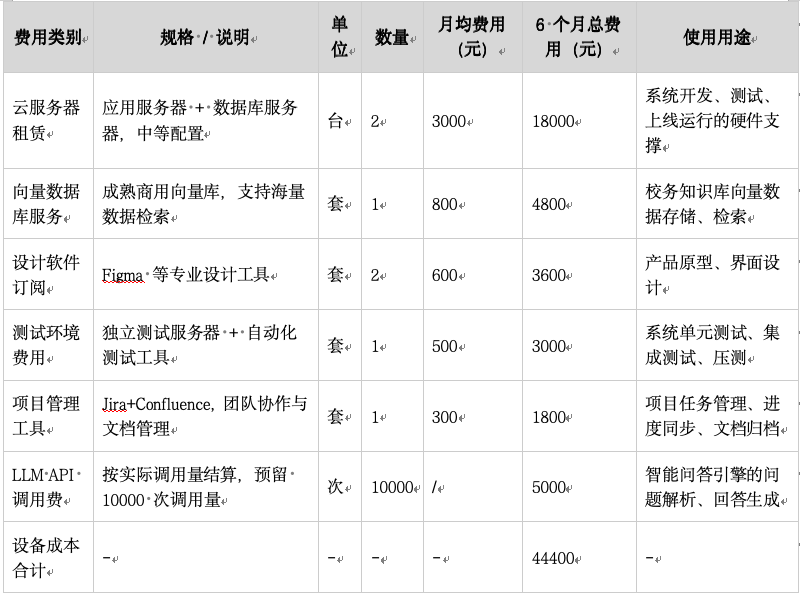 费用类别 规格 / 说明 单位 数量 月均费用（元） 6 个月总费用（元） 使用用途
云服务器租赁 应用服务器 + 数据库服务器，中等配置 台 2 3000 18000 系统开发、测试、上线运行的硬件支撑
向量数据库服务 成熟商用向量库，支持海量数据检索 套 1 800 4800 校务知识库向量数据存储、检索
设计软件订阅 Figma 等专业设计工具 套 2 600 3600 产品原型、界面设计
测试环境费用 独立测试服务器 + 自动化测试工具 套 1 500 3000 系统单元测试、集成测试、压测
项目管理工具 Jira+Confluence，团队协作与文档管理 套 1 300 1800 项目任务管理、进度同步、文档归档
LLM API 调用费 按实际调用量结算，预留 10000 次调用量 次 10000 / 5000 智能问答引擎的问题解析、回答生成
设备成本合计 - - - - 44400 -